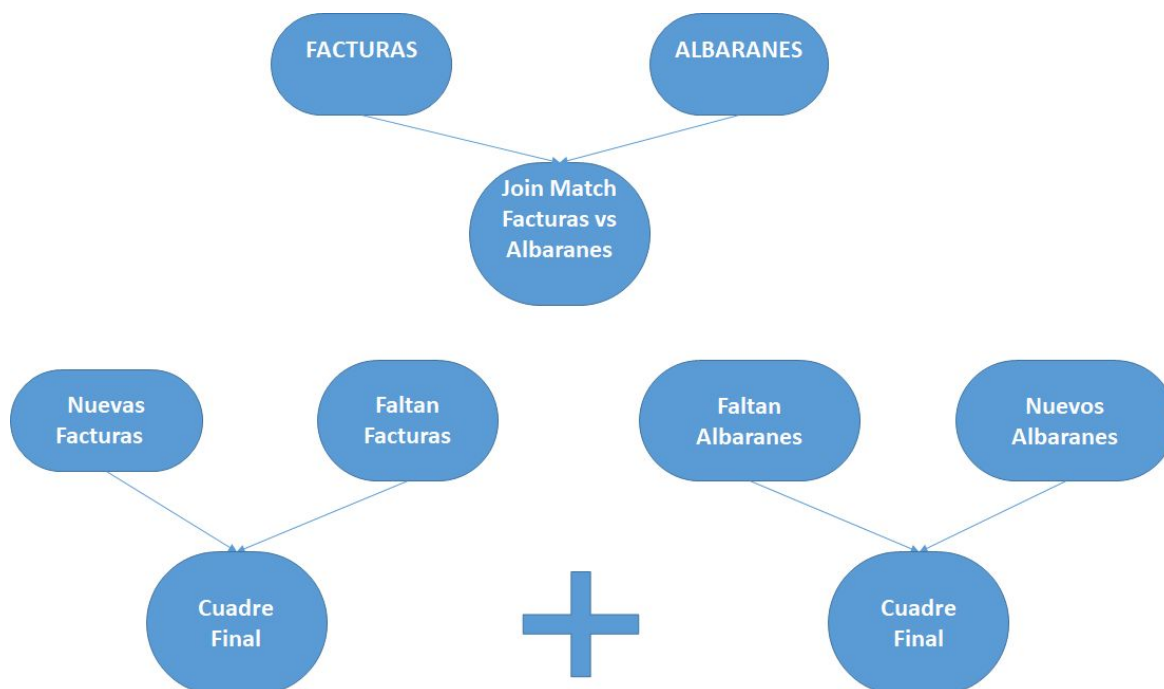 FACTURAS
ALBARANES
Join Match
Facturas vs
Albaranes
Nuevas
Facturas
Faltan
Facturas
Faltan
Albaranes
Nuevos
Albaranes
Cuadre
Final
Cuadre
Final